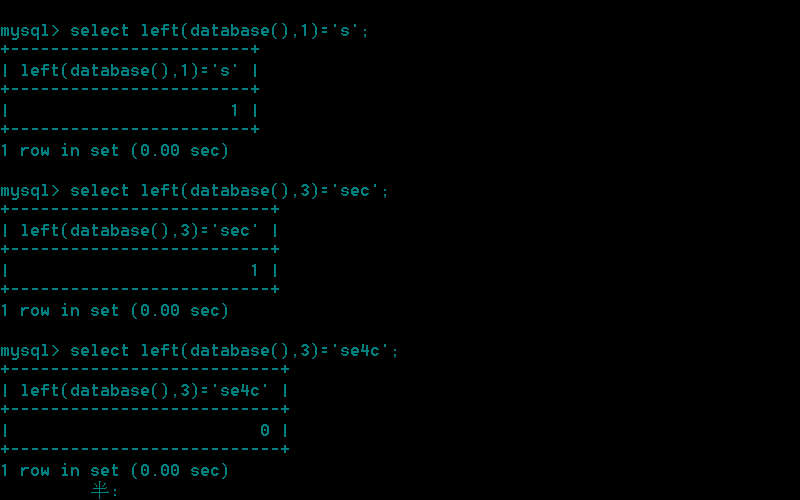 mysql> select left(database(),1)='s';
+------------------------+
| left(database(),1)='s' |
+------------------------+
|                      1 |
+------------------------+
1 row in set (0.00 sec)
mysql> select left(database(),3)='sec';
+--------------------------+
| left(database(),3)='sec' |
+--------------------------+
|                        1 |
+--------------------------+
1 row in set (0.00 sec)
mysql> select left(database(),3)='se4c';
+---------------------------+
| left(database(),3)='se4c' |
+---------------------------+
|                         0 |
+---------------------------+
1 row in set (0.00 sec)
半: